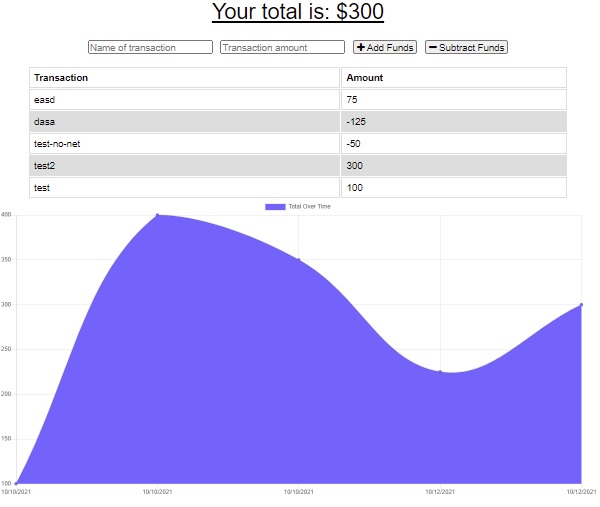 Your total is: $300
Name of transaction Transaction amount + Add Funds − Subtract Funds
Transaction Amount
easd 75
dasa -125
test-no-net -50
test2 300
test 100
Total Over Time
400
350
300
250
200
150
100
10/10/2021 10/10/2021 10/10/2021 10/12/2021 10/12/2021